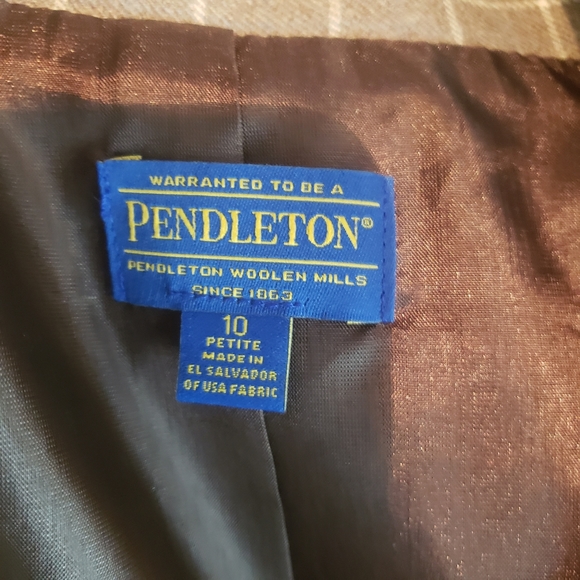 WARRANTED TO BE A
PENDLETON®
PENDLETON WOOLEN MILLS
SINCE 1863
10
PETITE
MADE IN
EL SALVADOR
OF USA FABRIC